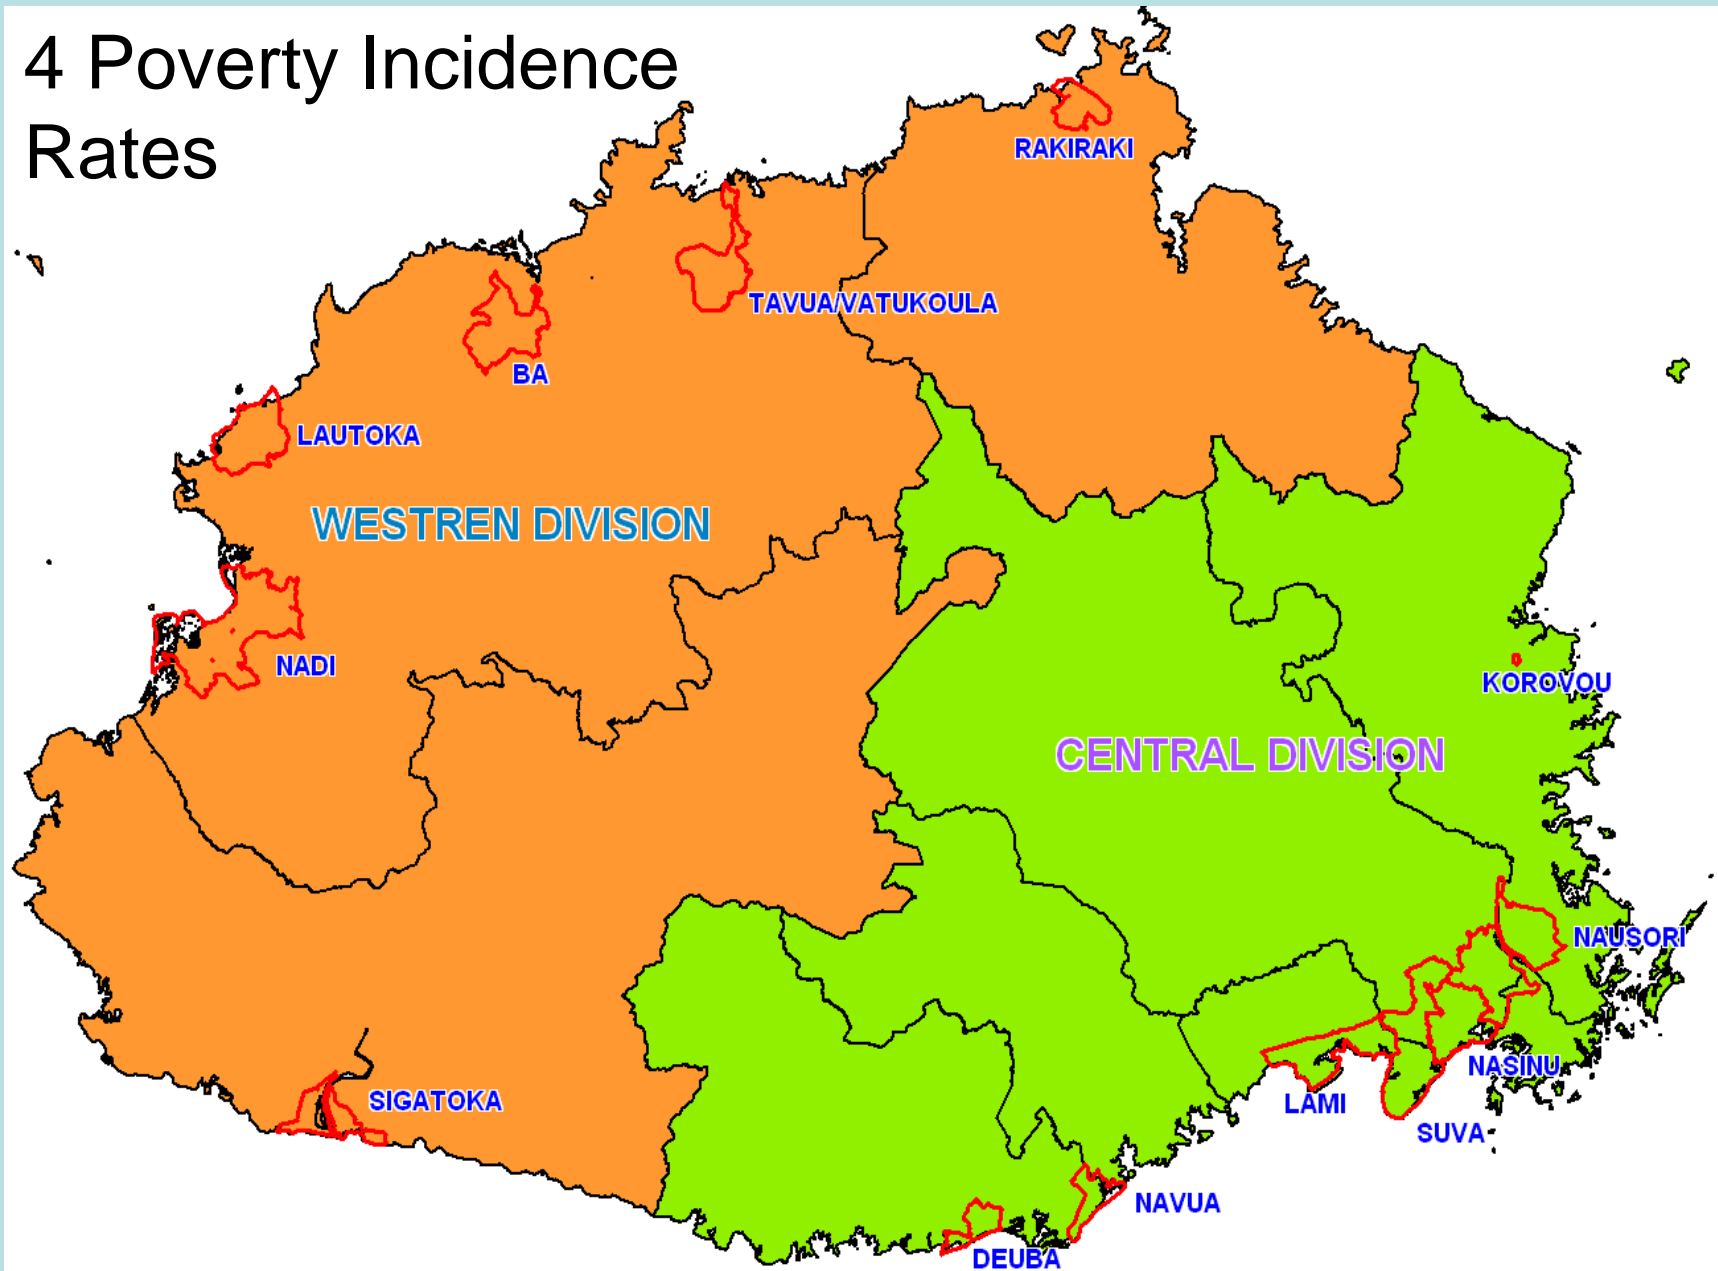 4 Poverty Incidence
Rates
RAKIRAKI
TAVUA/VATUKOULA
BA
LAUTOKA
WESTREN DIVISION
NADI
KOROVOU
CENTRAL DIVISION
NAUSORI
NASINU
LAMI
SIGATOKA
SUVA
NAVUA
DEUBA